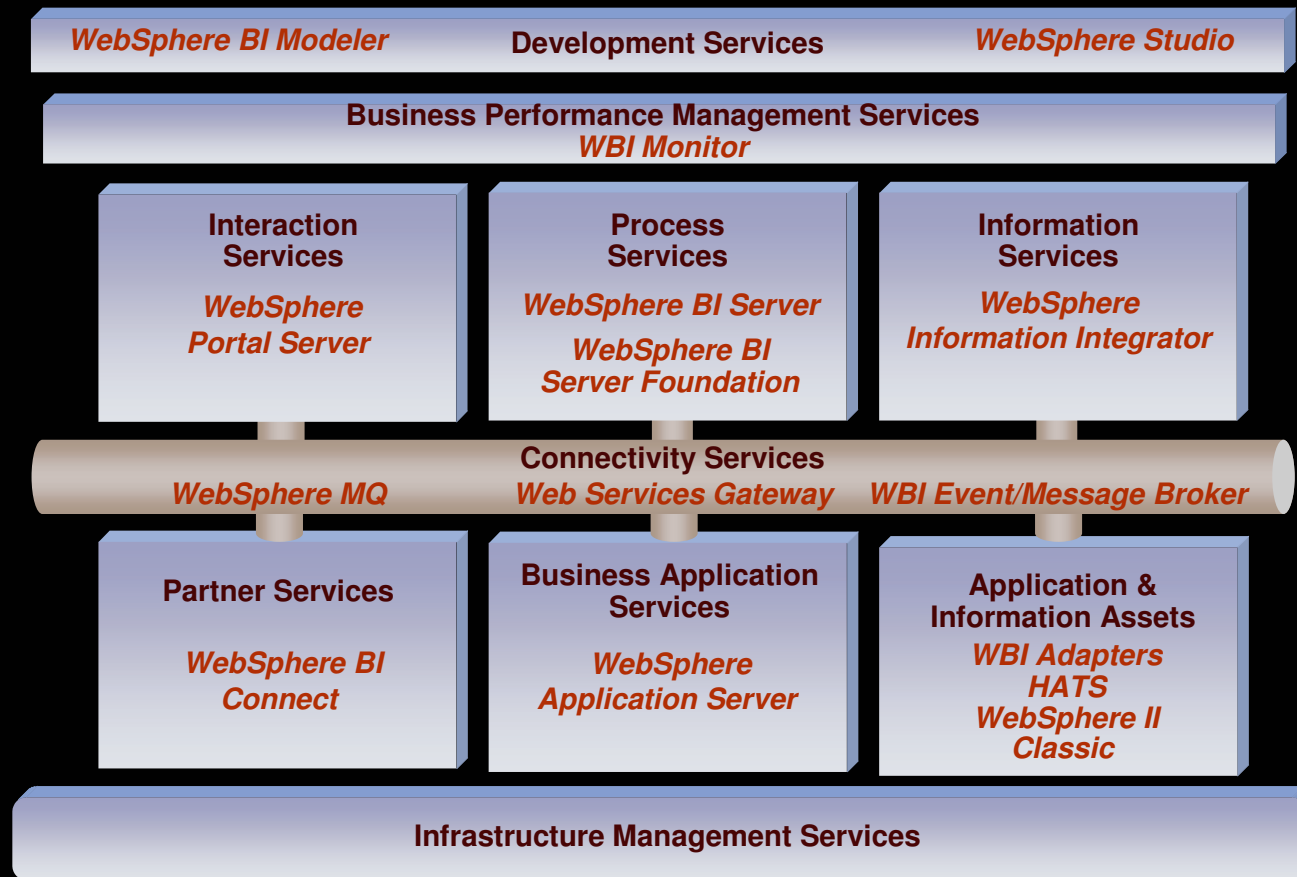 WebSphere BI Modeler
Development Services
WebSphere Studio
Business Performance Management Services
WBI Monitor
Interaction
Services
WebSphere
Portal Server
Process
Services
WebSphere BI Server
WebSphere BI
Server Foundation
Information
Services
WebSphere
Information Integrator
Connectivity Services
WebSphere MQ
Web Services Gateway
WBI Event/Message Broker
Partner Services
WebSphere BI
Connect
Business Application
Services
WebSphere
Application Server
Application &
Information Assets
WBI Adapters
HATS
WebSphere II
Classic
Infrastructure Management Services